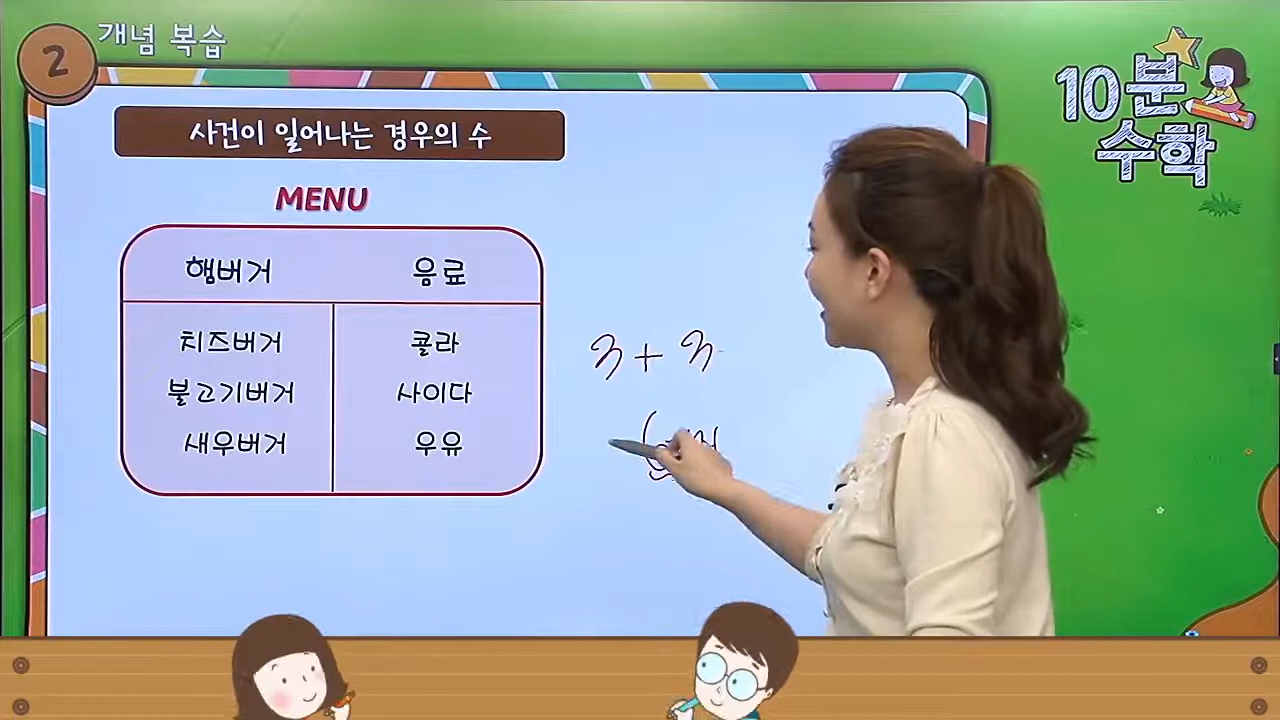 2 개념 복습
10분
수학
사건이 일어나는 경우의 수
MENU
햄버거 음료
치즈버거 콜라
불고기버거 사이다
새우버거 우유
3 + 3